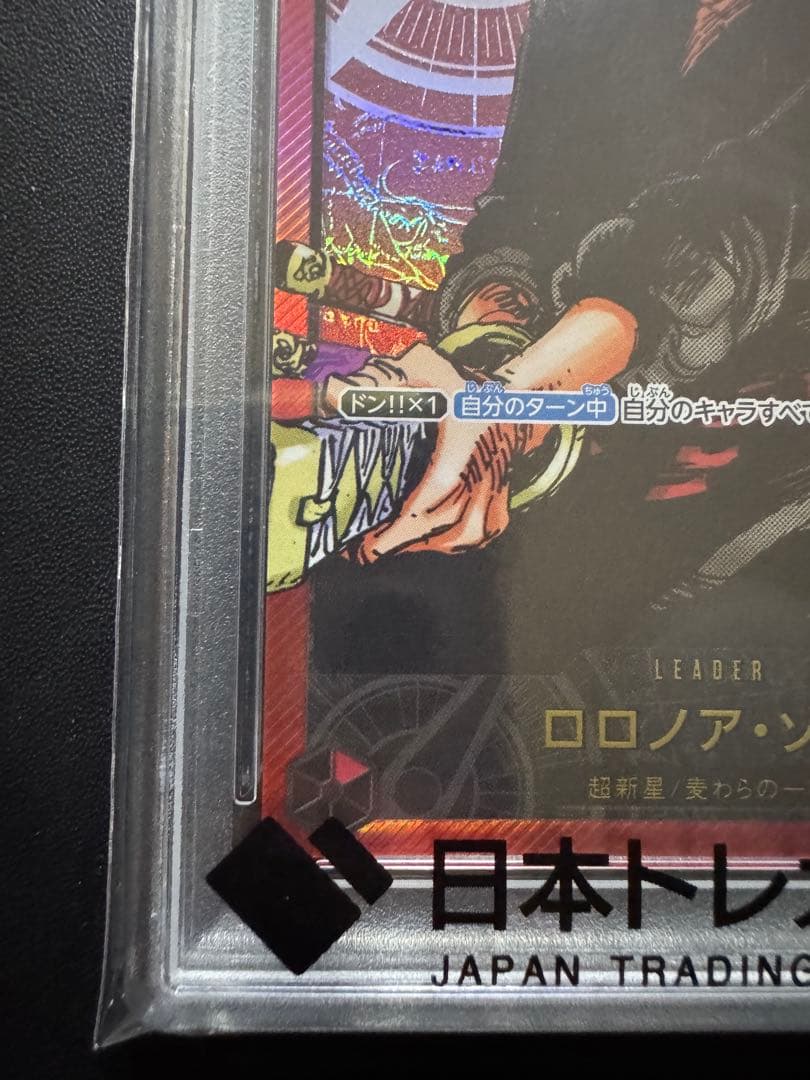 ドン!!×1 自分のターン中 自分のキャラすべて
LEADER
ロロノア・ソ
超新星/麦わらの一
日本トレ
JAPAN TRADING